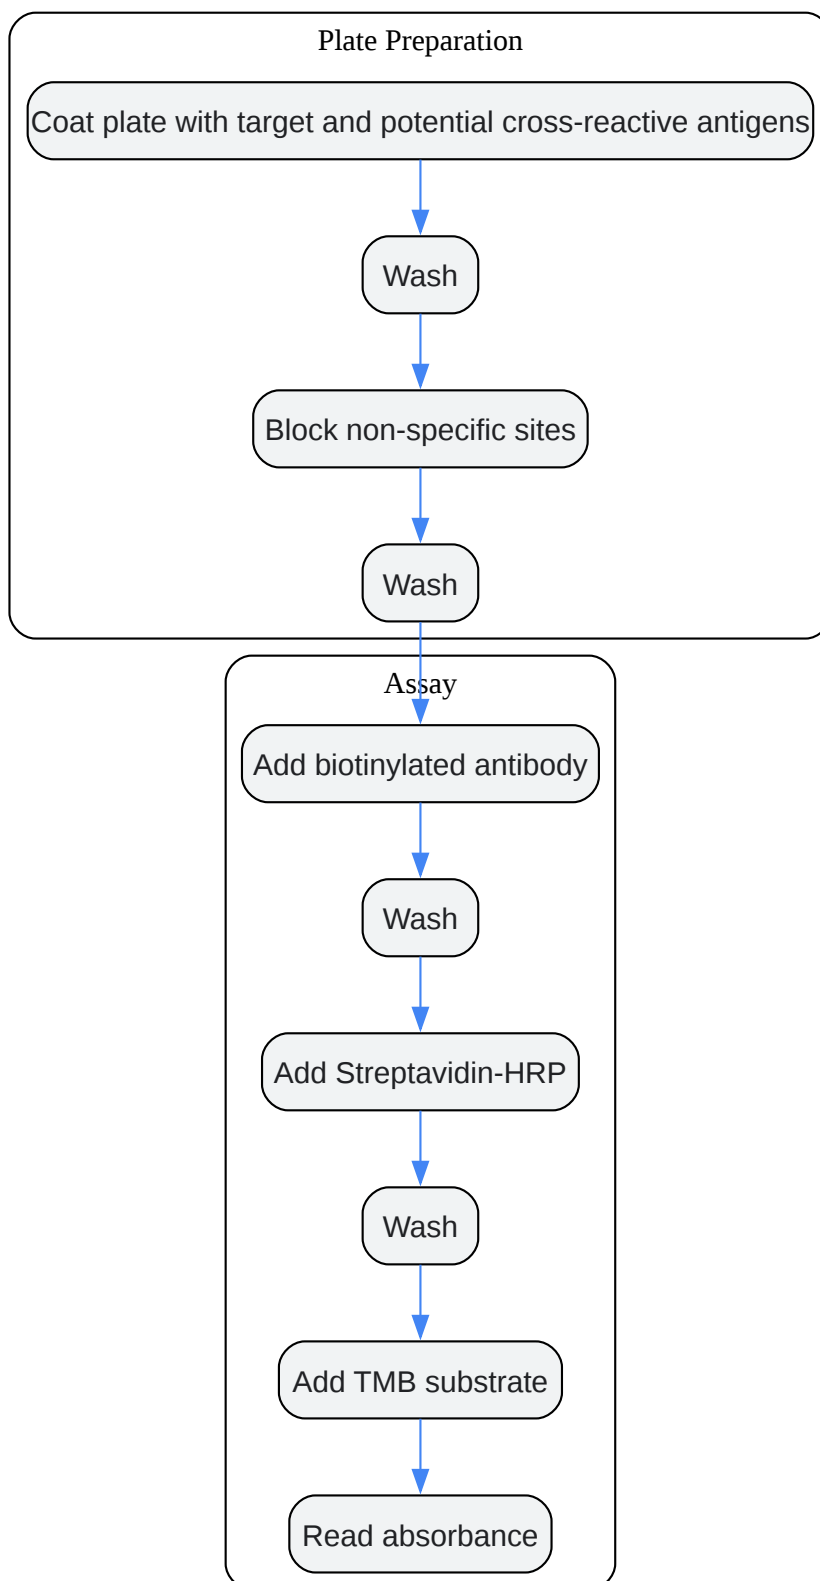 Plate Preparation
Coat plate with target and potential cross-reactive antigens
Wash
Block non-specific sites
Wash
Assay
Add biotinylated antibody
Wash
Add Streptavidin-HRP
Wash
Add TMB substrate
Read absorbance